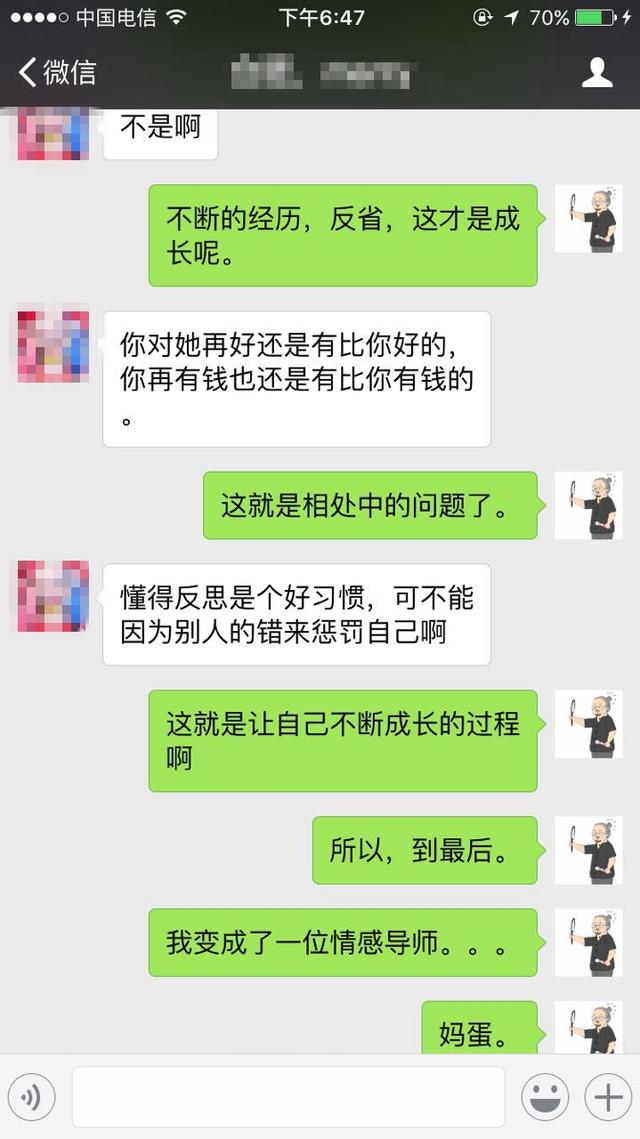 中国电信
下午6:47
70%
微信
不是啊
不断的经历，反省，这才是成
长呢。
你对她再好还是有比你好的，
你再有钱也还是有比你有钱的
。
这就是相处中的问题了。
懂得反思是个好习惯，可不能
因为别人的错来惩罚自己啊
这就是让自己不断成长的过程
啊
所以，到最后。
我变成了一位情感导师。。。
妈蛋。